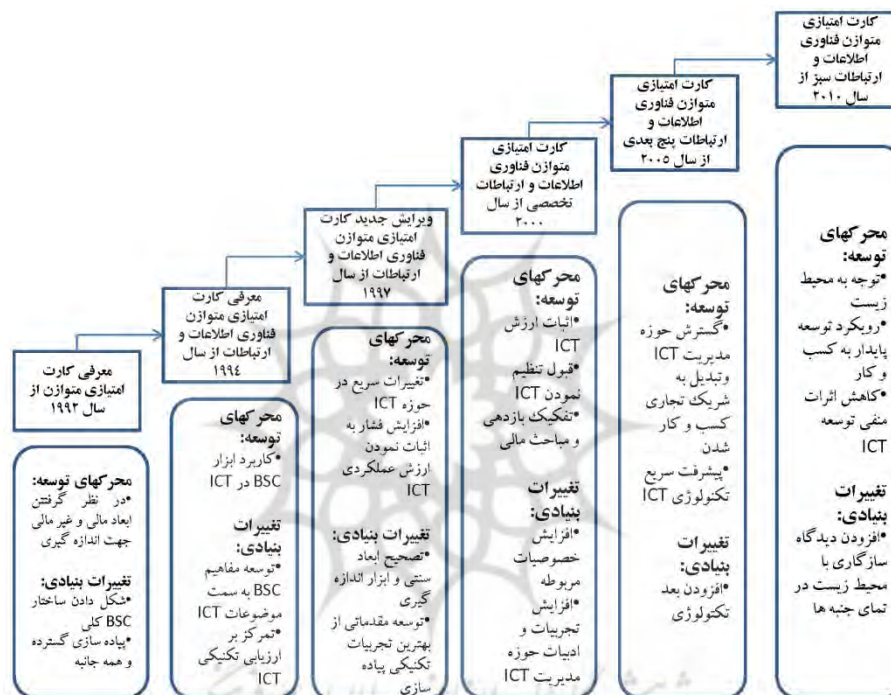 معرفی کارت
امتیازی متوازن از
سال ۱۹۹۲
محرکهای توسعه:
•در نظر گرفتن
ابعاد مالی و غیر مالی
جهت اندازه گیری
تغییرات بنیادی:
•شکل دادن ساختار
BSC کلی
•پیاده سازی گسترده
و همه جانبه
معرفی کارت
امتیازی متوازن
فناوری اطلاعات و
ارتباطات از سال
۱۹۹٤
محرکهای
توسعه:
•کاربرد ابزار
BSC در ICT
تغییرات
بنیادی:
•توسعه مفاهیم
BSC به سمت
موضوعات ICT
•تمرکز بر
ارزیابی تکنیکی
ICT
ویرایش جدید کارت
امتیازی متوازن
فناوری اطلاعات و
ارتباطات از سال
۱۹۹۷
محرکهای
توسعه:
•تغییرات سریع در
حوزه ICT
•افزایش فشار به
اثبات نمودن
ارزش عملکردی
ICT
تغییرات بنیادی:
•تصحیح ابعاد
سنتی و ابزار اندازه
گیری
•توسعه مقدماتی از
بهترین تجربیات
تکنیکی پیاده
سازی
کارت امتیازی
متوازن فناوری
اطلاعات و ارتباطات
تخصصی از سال
۲۰۰۰
محرکهای
توسعه:
•اثبات ارزش
ICT
•قبول تنظیم
نمودن ICT
•تفکیک بازدهی
و مباحث مالی
تغییرات
بنیادی:
•افزایش
خصوصیات
مربوطه
•افزایش
تجربیات و
ادبیات حوزه
مدیریت ICT
کارت امتیازی
متوازن فناوری
اطلاعات و
ارتباطات پنج بعدی
از سال ۲۰۰۵
محرکهای
توسعه:
•گسترش حوزه
مدیریت ICT
وتبدیل به
شریک تجاری
کسب و کار
شدن
•پیشرفت سریع
تکنولوژی ICT
تغییرات
بنیادی:
•افزودن بعد
تکنولوژی
کارت امتیازی
متوازن فناوری
اطلاعات و
ارتباطات سبز از
سال ۲۰۱۰
محرکهای
توسعه:
•توجه به محیط
زیست
•رویکرد توسعه
پایدار به کسب
و کار
•کاهش اثرات
منفی توسعه
ICT
تغییرات
بنیادی:
•افزودن دیدگاه
سازگاری با
محیط زیست در
تمای جنبه ها